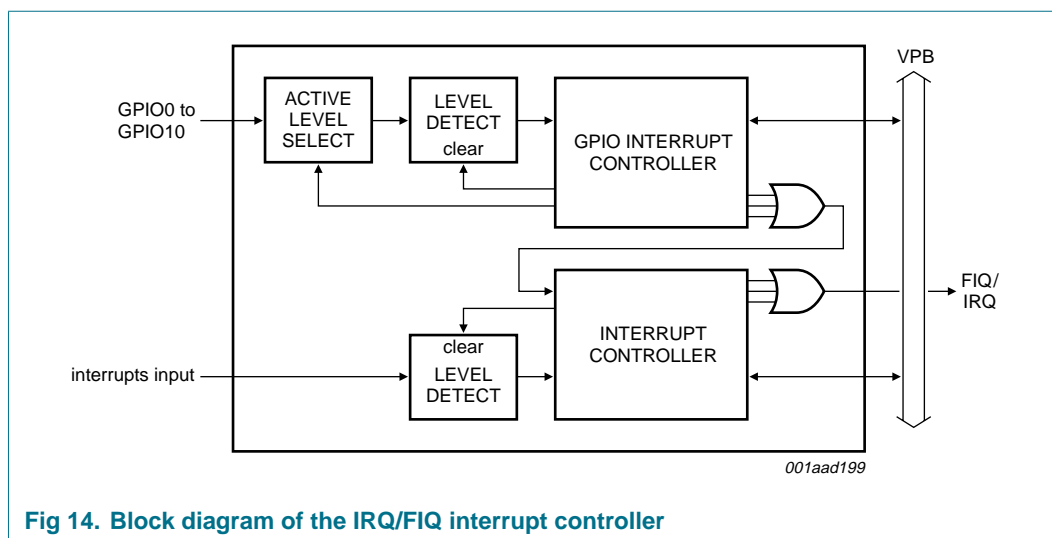 VPB
GPIO0 to
GPIO10
ACTIVE
LEVEL
SELECT
LEVEL
DETECT
clear
GPIO INTERRUPT
CONTROLLER
FIQ/
IRQ
INTERRUPT
CONTROLLER
interrupts input
clear
LEVEL
DETECT
001aad199
Fig 14. Block diagram of the IRQ/FIQ interrupt controller